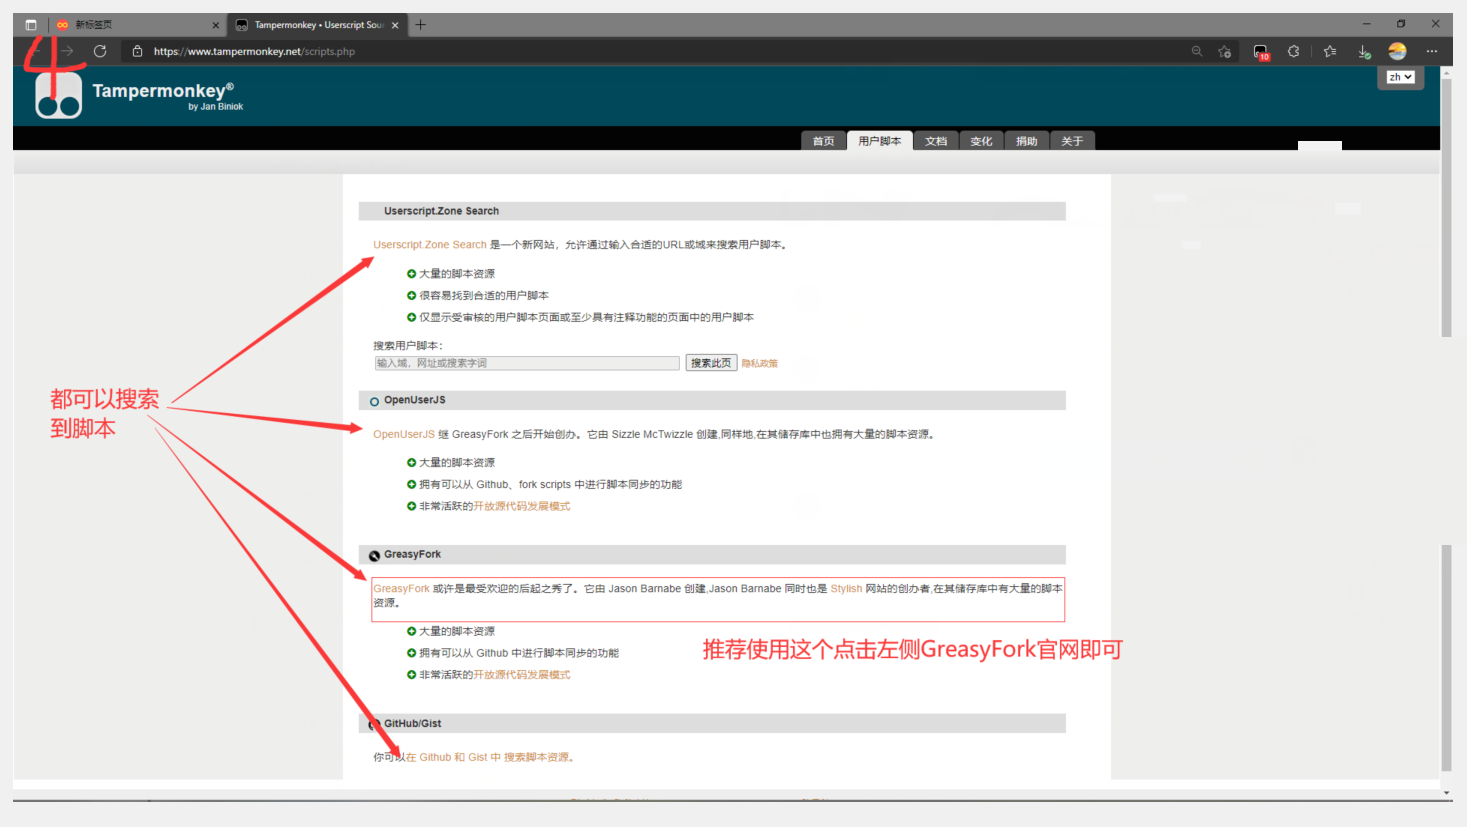 新标签页
Tampermonkey • Userscript Sour
https://www.tampermonkey.net/scripts.php
10
4
Tampermonkey®
by Jan Biniok
zh
首页
用户脚本
文档
变化
捐助
关于
Userscript.Zone Search
Userscript.Zone Search 是一个新网站，允许通过输入合适的URL或域来搜索用户脚本。
大量的脚本资源
很容易找到合适的用户脚本
仅显示受审核的用户脚本页面或至少具有注释功能的页面中的用户脚本
搜索用户脚本:
输入域，网址或搜索字词
搜索此页
隐私政策
都可以搜索
到脚本
OpenUserJS
OpenUserJS 继 GreasyFork 之后开始创办。它由 Sizzle McTwizzle 创建,同样地,在其储存库中也拥有大量的脚本资源。
大量的脚本资源
拥有可以从 Github、fork scripts 中进行脚本同步的功能
非常活跃的开放源代码发展模式
GreasyFork
GreasyFork 或许是最受欢迎的后起之秀了。它由 Jason Barnabe 创建,Jason Barnabe 同时也是 Stylish 网站的创办者,在其储存库中有大量的脚本
资源。
大量的脚本资源
拥有可以从 Github 中进行脚本同步的功能
非常活跃的开放源代码发展模式
推荐使用这个点击左侧GreasyFork官网即可
GitHub/Gist
你可以在 Github 和 Gist 中 搜索脚本资源。